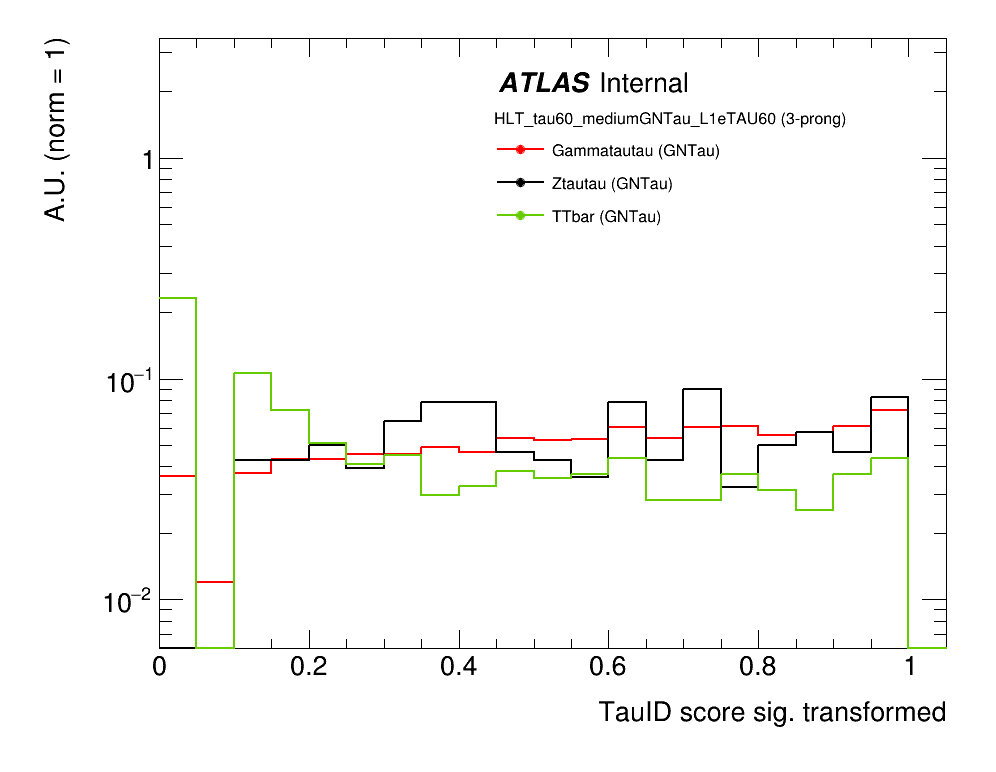 A.U. (norm = 1)
ATLAS Internal
HLT_tau60_mediumGNTau_L1eTAU60 (3-prong)
Gammatautau (GNTau)
Ztautau (GNTau)
TTbar (GNTau)
1
10⁻¹
10⁻²
0 0.2 0.4 0.6 0.8 1
TauID score sig. transformed